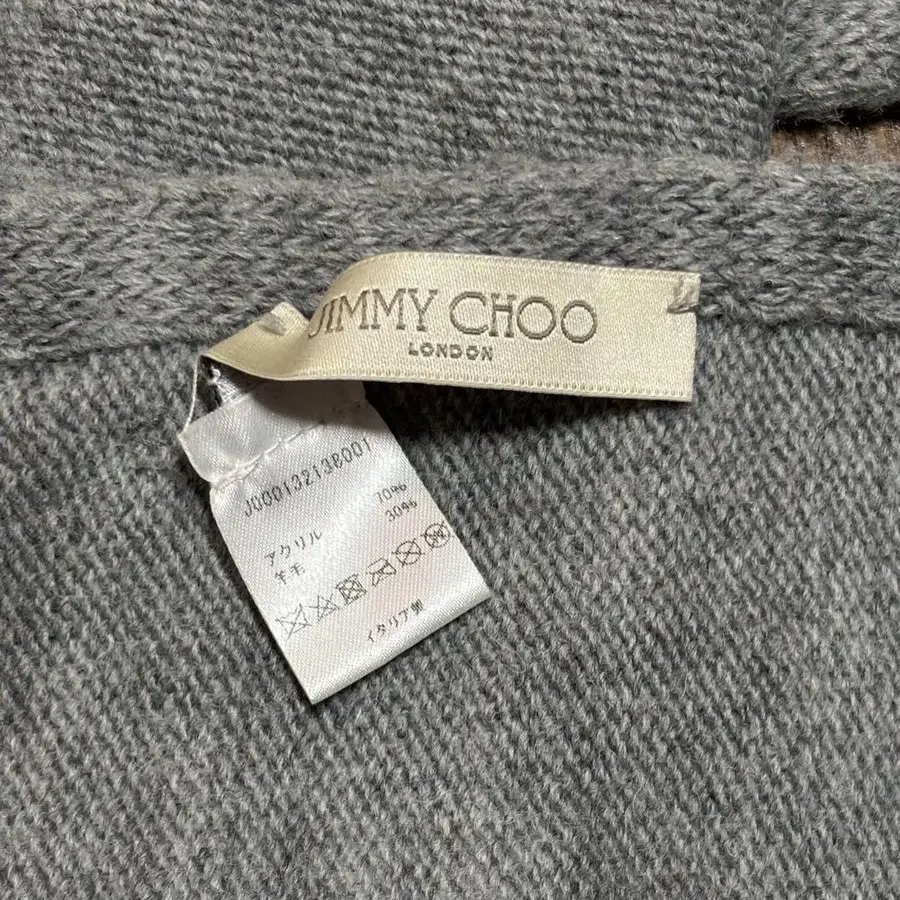 JIMMY CHOO
LONDON
J000132138001
アクリル 70%
羊毛 30%
イタリア製